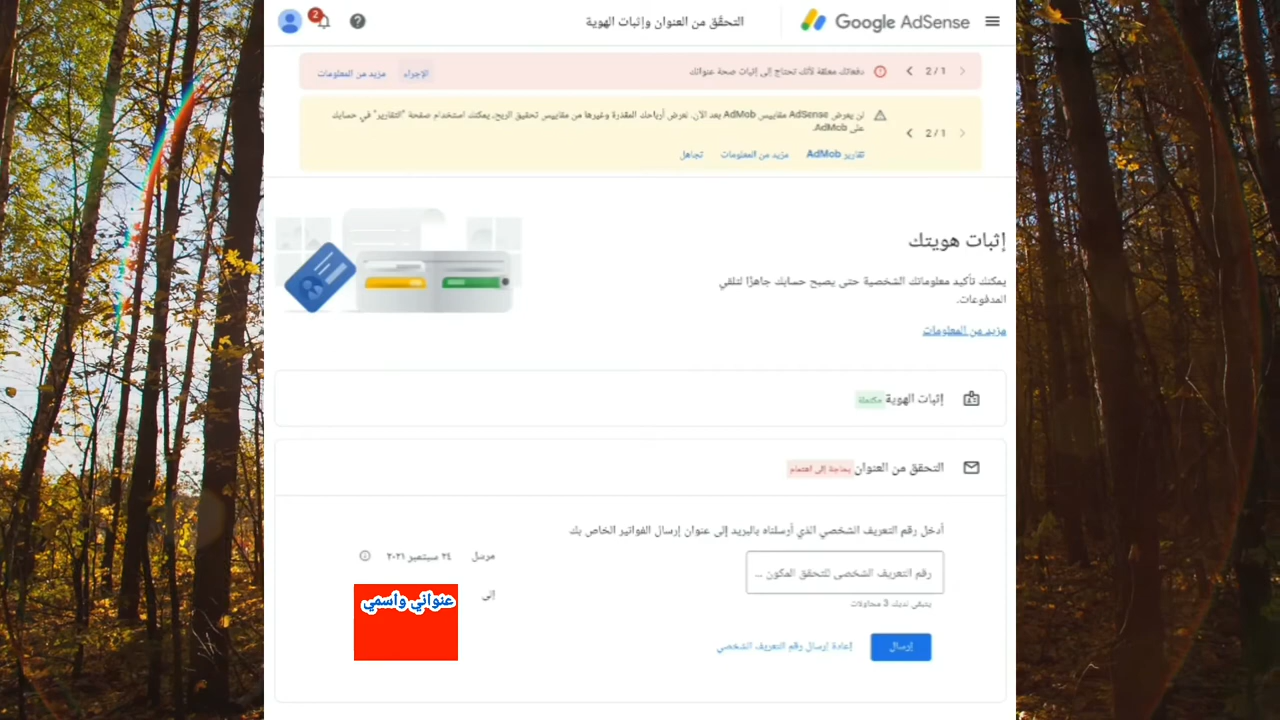 Google AdSense
التحقّق من العنوان وإثبات الهوية
2
2/1
دفعاتك معلقة لأنك تحتاج إلى إثبات صحة عنوانك
الإجراء
مزيد من المعلومات
2/1
لن يعرض AdSense مقاييس AdMob بعد الآن. لعرض أرباحك المقدرة وغيرها من مقاييس تحقيق الربح، يمكنك استخدام صفحة "التقارير" في حسابك
على AdMob.
تقارير AdMob
مزيد من المعلومات
تجاهل
إثبات هويتك
يمكنك تأكيد معلوماتك الشخصية حتى يصبح حسابك جاهزًا لتلقي
المدفوعات.
مزيد من المعلومات
إثبات الهوية
مكتملة
التحقق من العنوان
بحاجة إلى اهتمام
أدخل رقم التعريف الشخصي الذي أرسلناه بالبريد إلى عنوان إرسال الفواتير الخاص بك
رقم التعريف الشخصي للتحقق المكون ...
يتبقى لديك 3 محاولات
إرسال
إعادة إرسال رقم التعريف الشخصي
مرسل
٢٤ سبتمبر ٢٠٢١
إلى
عنواني وأسمي